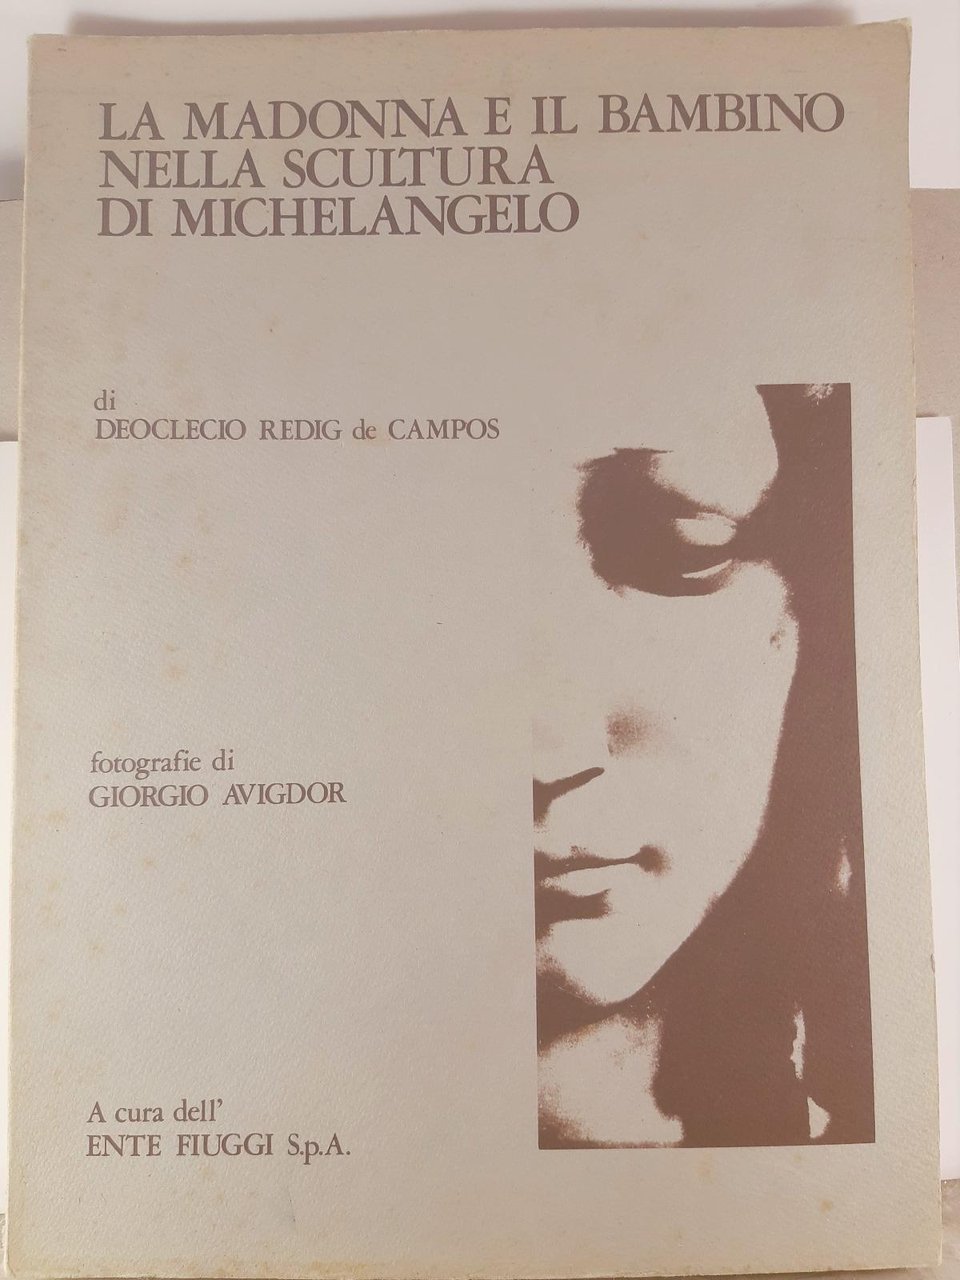 LA MADONNA E IL BAMBINO
NELLA SCULTURA
DI MICHELANGELO
di
DEOCLECIO REDIG de CAMPOS
fotografie di
GIORGIO AVIGDOR
A cura dell'
ENTE FIUGGI S.p.A.